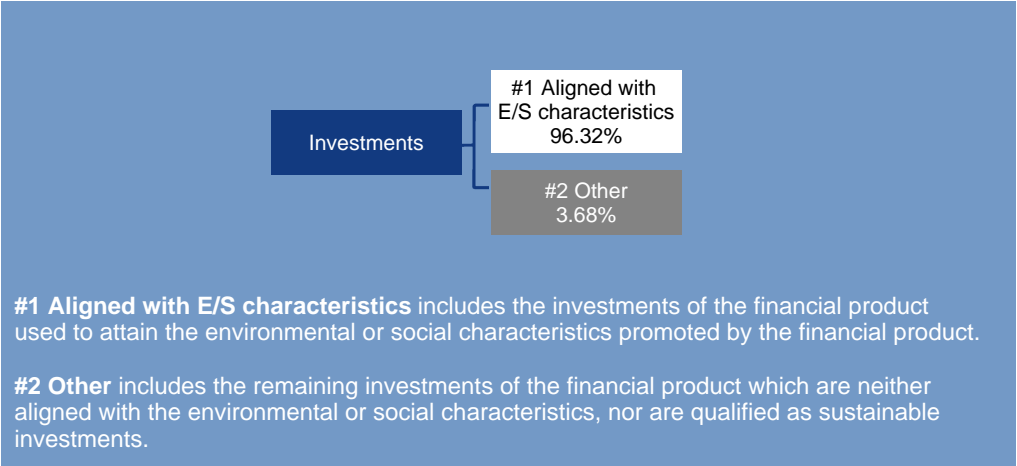 Investments
#1 Aligned with
E/S characteristics
96.32%
#2 Other
3.68%
#1 Aligned with E/S characteristics includes the investments of the financial product
used to attain the environmental or social characteristics promoted by the financial product.
#2 Other includes the remaining investments of the financial product which are neither
aligned with the environmental or social characteristics, nor are qualified as sustainable
investments.